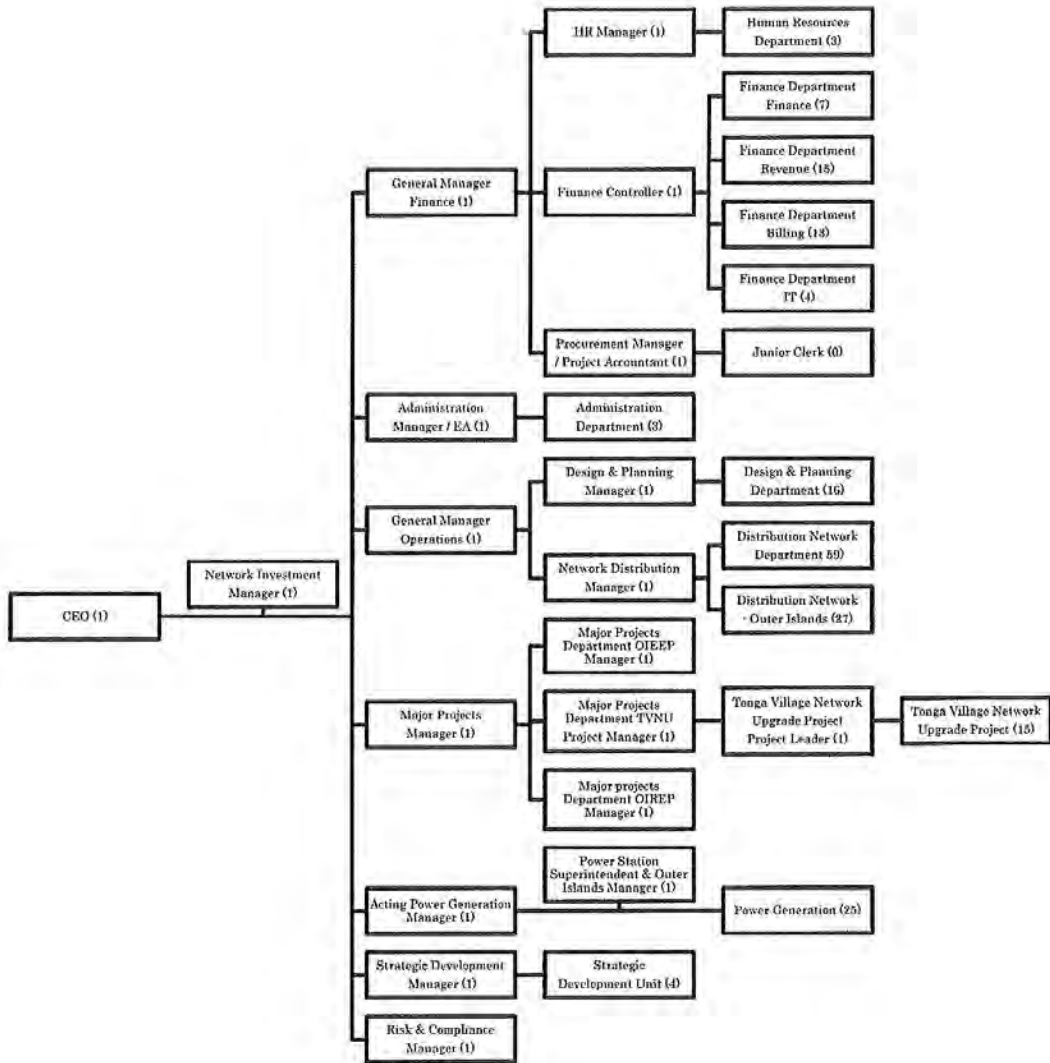 HR Manager (1)
Human Resources
Department (3)
Finance Department
Finance (7)
Finance Department
Revenue (15)
General Manager
Finance (1)
Finance Controller (1)
Finance Department
Billing (13)
Finance Department
IT (4)
Procurement Manager
/ Project Accountant (1)
Junior Clerk (0)
Administration
Manager / EA (1)
Administration
Department (3)
Design & Planning
Manager (1)
Design & Planning
Department (16)
General Manager
Operations (1)
Distribution Network
Department 59)
Network Distribution
Manager (1)
Distribution Network
- Outer Islands (27)
Network Investment
Manager (1)
CEO (1)
Major Projects
Department OIEEP
Manager (1)
Major Projects
Manager (1)
Major Projects
Department TVNU
Project Manager (1)
Tonga Village Network
Upgrade Project
Project Leader (1)
Tonga Village Network
Upgrade Project (15)
Major projects
Department OIREP
Manager (1)
Power Station
Superintendent & Outer
Islands Manager (1)
Acting Power Generation
Manager (1)
Power Generation (25)
Strategic Development
Manager (1)
Strategic
Development Unit (4)
Risk & Compliance
Manager (1)